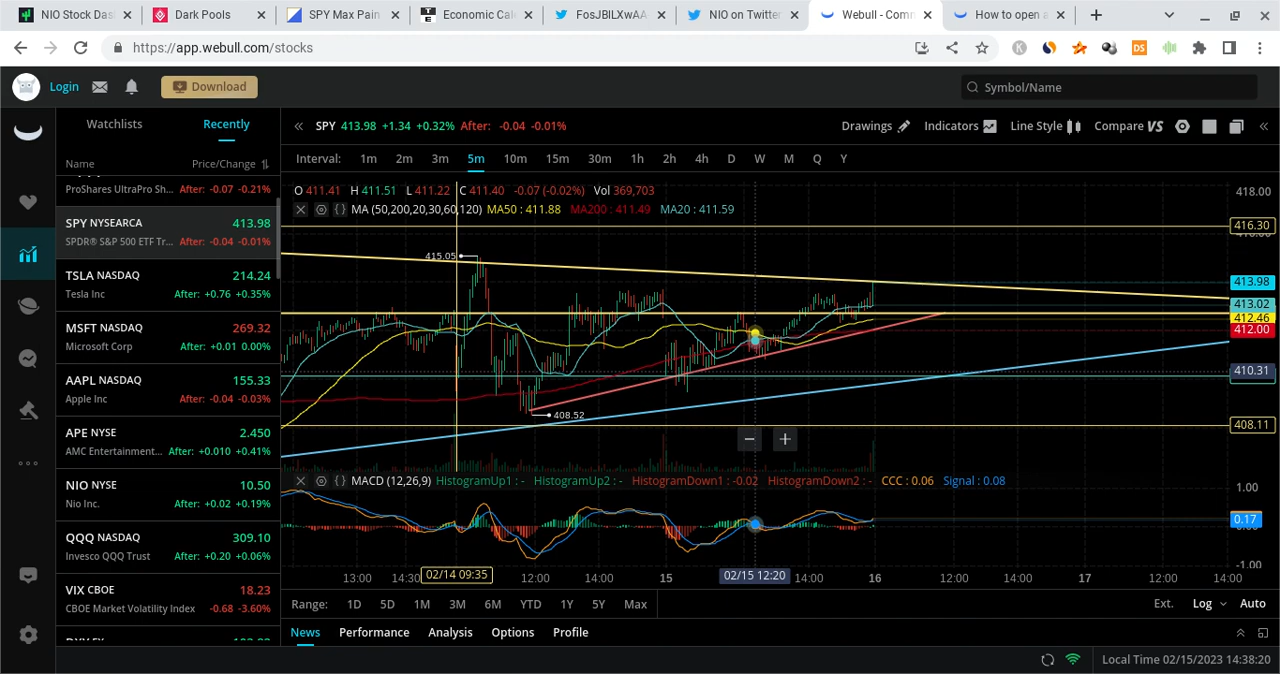 NIO Stock Das
Dark Pools
SPY Max Pain
Economic Cale
FosJBILXwAA
NIO on Twitter
Webull - Comm
How to open a
https://app.webull.com/stocks
Login
Download
Symbol/Name
Watchlists
Recently
Name Price/Change
ProShares UltraPro Sh... After: -0.07 -0.21%
SPY NYSEARCA 413.98
SPDR® S&P 500 ETF Tr... After: -0.04 -0.01%
TSLA NASDAQ 214.24
Tesla Inc After: +0.76 +0.35%
MSFT NASDAQ 269.32
Microsoft Corp After: +0.01 0.00%
AAPL NASDAQ 155.33
Apple Inc After: -0.04 -0.03%
APE NYSE 2.450
AMC Entertainment... After: +0.010 +0.41%
NIO NYSE 10.50
Nio Inc. After: +0.02 +0.19%
QQQ NASDAQ 309.10
Invesco QQQ Trust After: +0.20 +0.06%
VIX CBOE 18.23
CBOE Market Volatility Index -0.68 -3.60%
SPY 413.98 +1.34 +0.32% After: -0.04 -0.01%
Drawings Indicators Line Style Compare VS
Interval: 1m 2m 3m 5m 10m 15m 30m 1h 2h 4h D W M Q Y
O 411.41 H 411.51 L 411.22 C 411.40 -0.07 (-0.02%) Vol 369,703
MA (50,200,20,30,60,120) MA50 : 411.88 MA200 : 411.49 MA20 : 411.59
418.00
416.30
415.05
413.98
413.02
412.46
412.00
410.31
408.52
408.11
MACD (12,26,9) HistogramUp1 : - HistogramUp2 : - HistogramDown1 : -0.02 HistogramDown2 : - CCC : 0.06 Signal : 0.08
1.00
0.17
-1.00
13:00 14:30 02/14 09:35 12:00 14:00 15 02/15 12:20 14:00 16 12:00 14:00 17 12:00 14:00
Range: 1D 5D 1M 3M 6M YTD 1Y 5Y Max
Ext. Log Auto
News Performance Analysis Options Profile
Local Time 02/15/2023 14:38:20